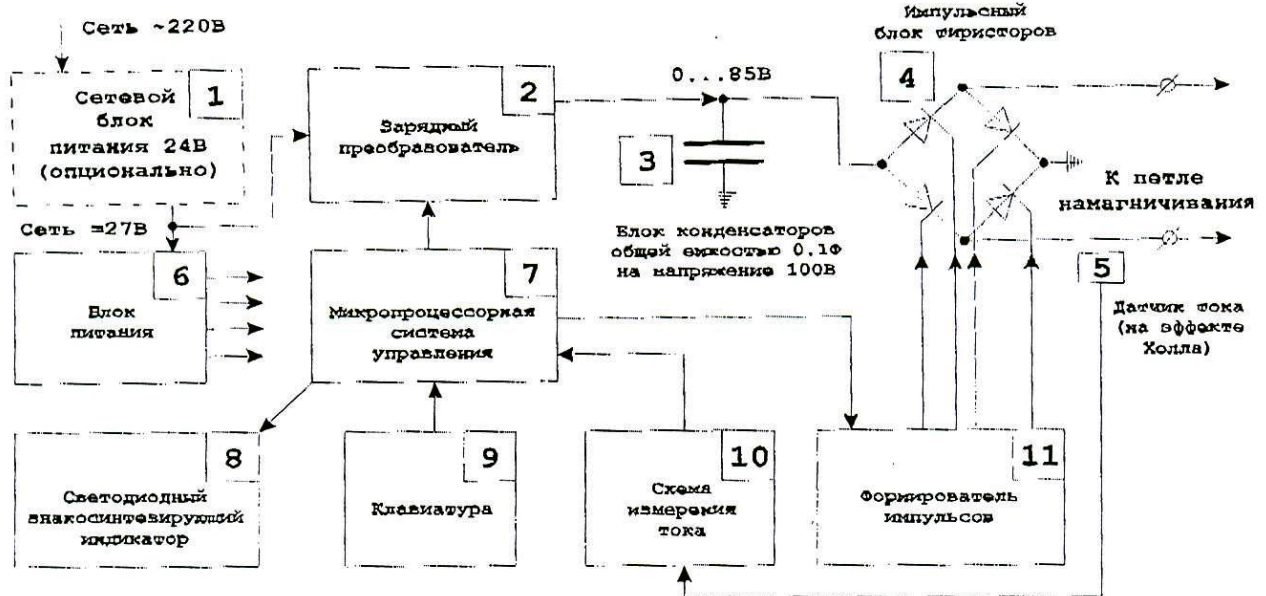 Сеть ~220В
1
Сетевой
блок
питания 24В
(опционально)
Сеть =27В
2
Зарядный
преобразователь
0...85В
3
Блок конденсаторов
общей емкостью 0,1Ф
на напряжение 100В
Импульсный
блок тиристоров
4
К петле
намагничивания
5
Датчик тока
(на эффекте
Холла)
6
Блок
питания
7
Микропроцессорная
система
управления
8
Светодиодный
знакосинтезирующий
индикатор
9
Клавиатура
10
Схема
измерения
тока
11
Формирователь
импульсов